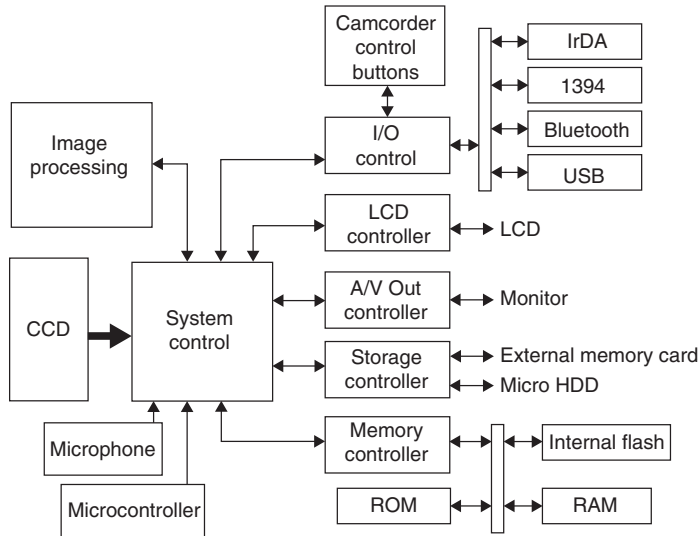 Camcorder
control
buttons
IrDA
1394
Bluetooth
USB
I/O
control
Image
processing
LCD
controller
LCD
CCD
System
control
A/V Out
controller
Monitor
Storage
controller
External memory card
Micro HDD
Microphone
Memory
controller
Internal flash
Microcontroller
ROM
RAM